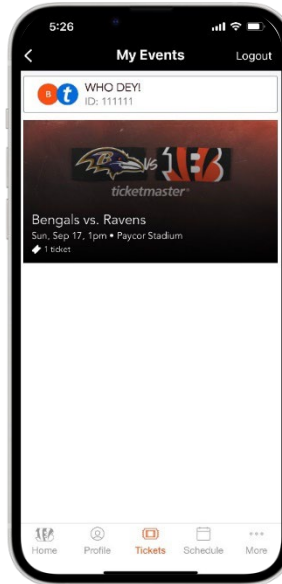 5:26
My Events
Logout
B t WHO DEY!
ID: 111111
VS
ticketmaster
Bengals vs. Ravens
Sun, Sep 17, 1pm • Paycor Stadium
1 ticket
Home Profile Tickets Schedule More